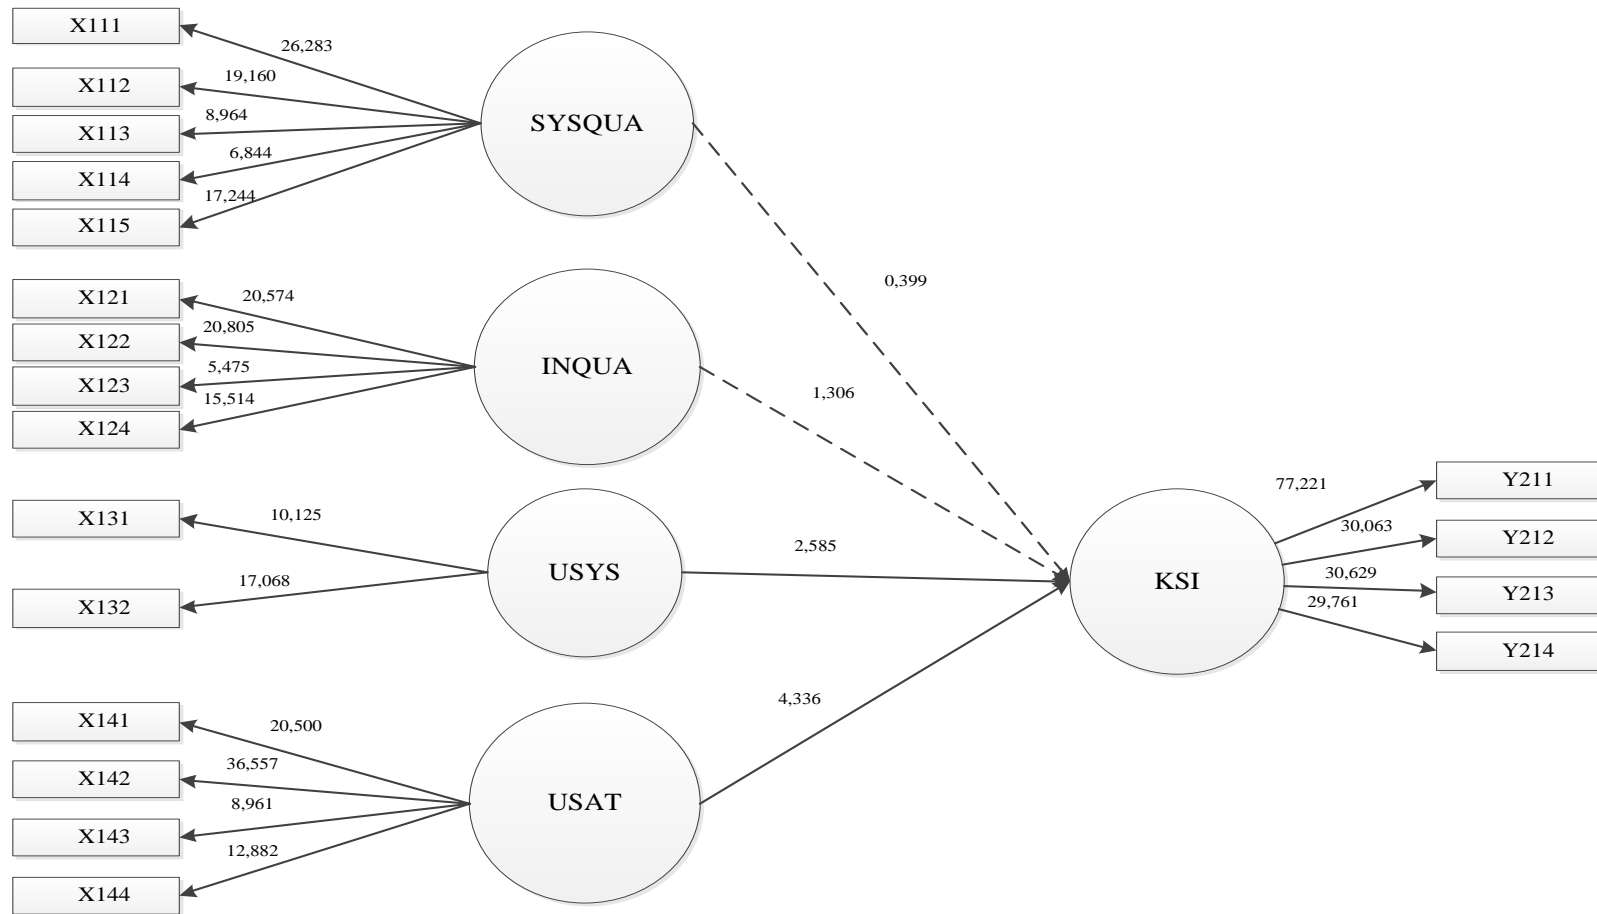 X111
26,283
X112
19,160
X113
8,964
X114
6,844
X115
17,244
SYSQUA
0,399
X121
20,574
X122
20,805
X123
5,475
X124
15,514
INQUA
1,306
X131
10,125
X132
17,068
USYS
2,585
X141
20,500
X142
36,557
X143
8,961
X144
12,882
USAT
4,336
KSI
77,221
Y211
30,063
Y212
30,629
Y213
29,761
Y214